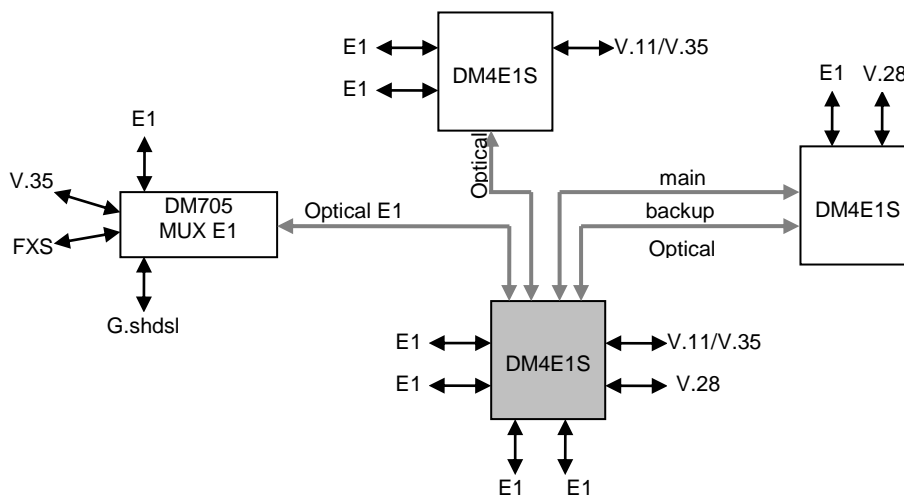 E1
V.11/V.35
DM4E1S
E1
E1
V.28
E1
Optical
V.35
main
DM705
MUX E1
Optical E1
backup
DM4E1S
FXS
Optical
G.shdsl
E1
V.11/V.35
DM4E1S
E1
V.28
E1
E1